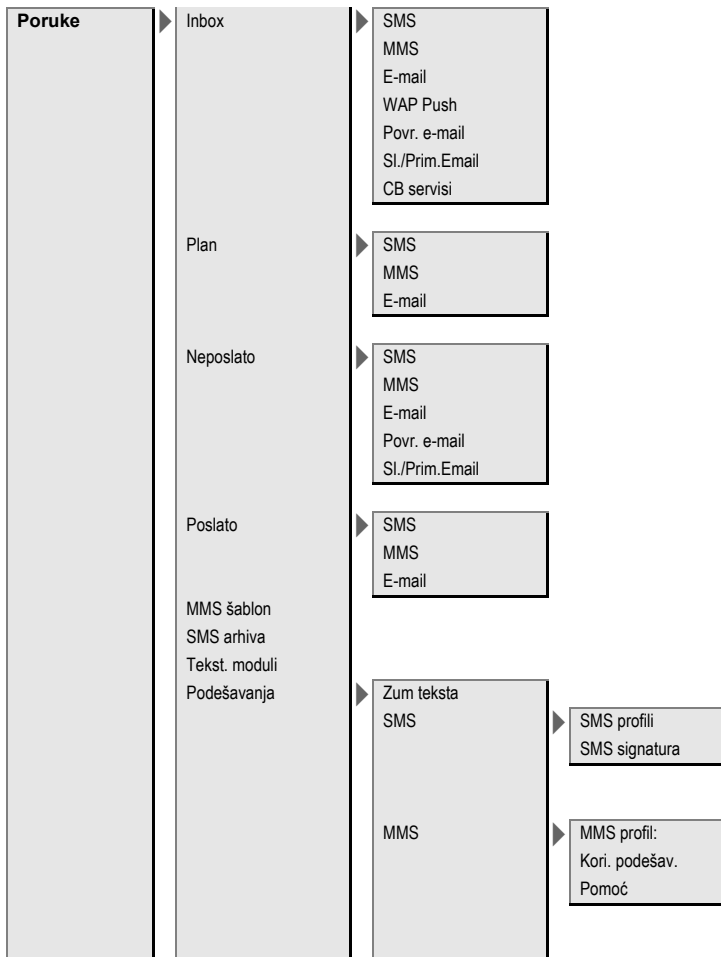 Poruke
Inbox
SMS
MMS
E-mail
WAP Push
Povr. e-mail
Sl./Prim.Email
CB servisi
Plan
SMS
MMS
E-mail
Neposlato
SMS
MMS
E-mail
Povr. e-mail
Sl./Prim.Email
Poslato
SMS
MMS
E-mail
MMS šablon
SMS arhiva
Tekst. moduli
Podešavanja
Zum teksta
SMS
SMS profili
SMS signatura
MMS
MMS profil:
Kori. podešav.
Pomoć